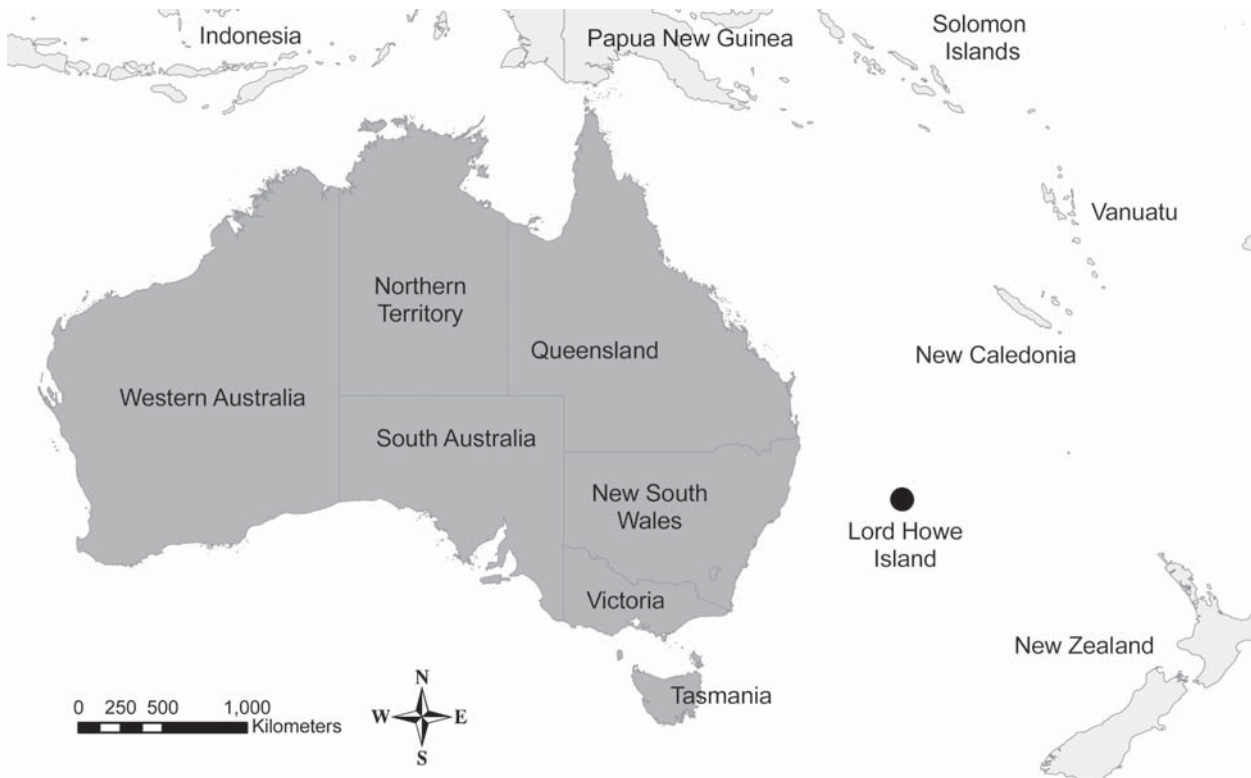 Indonesia
Papua New Guinea
Solomon
Islands
Vanuatu
Northern
Territory
Queensland
New Caledonia
Western Australia
South Australia
New South
Wales
Lord Howe
Island
Victoria
New Zealand
Tasmania
N
W E
S
0 250 500 1,000
Kilometers